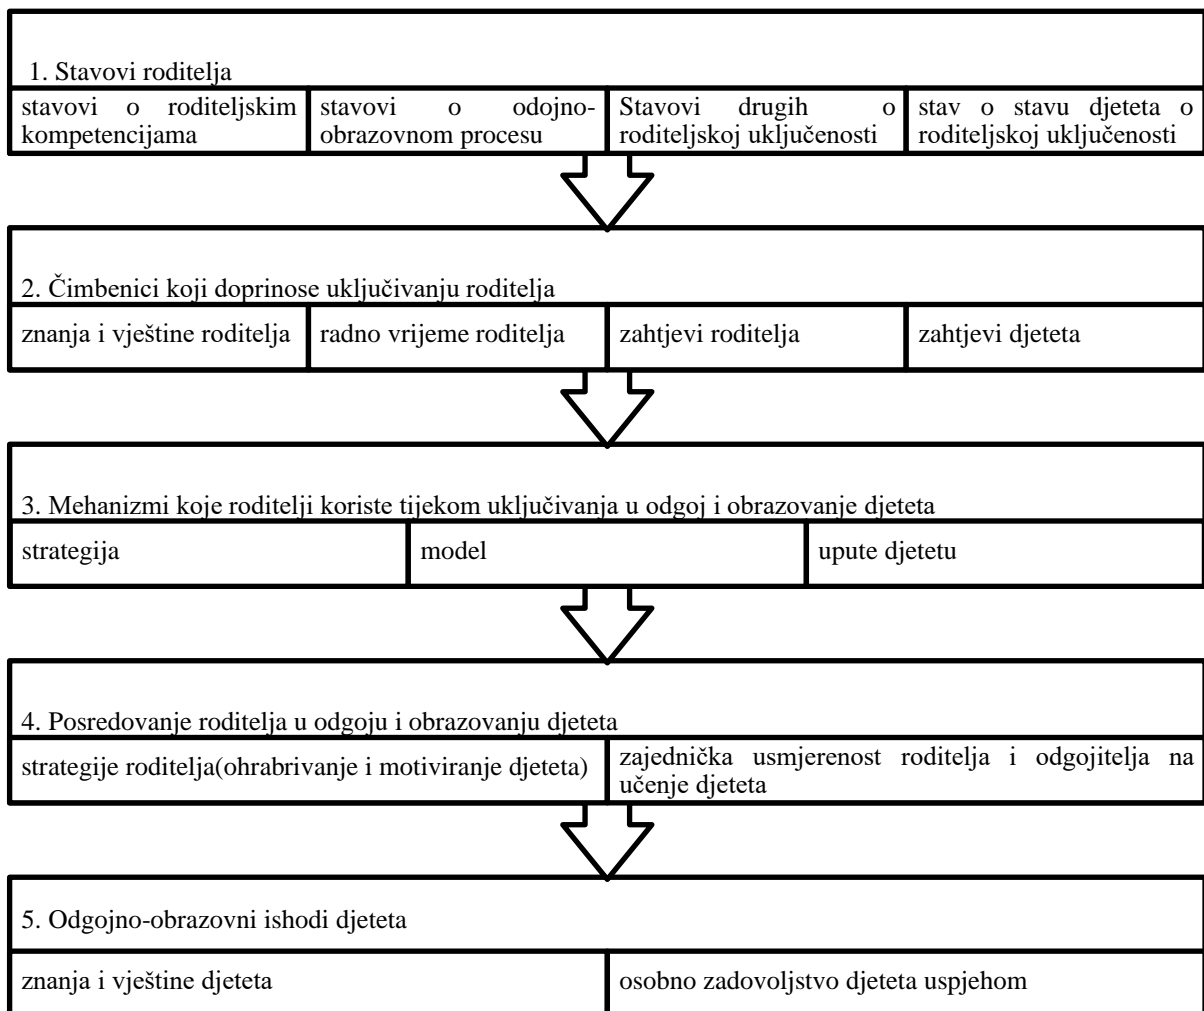 1. Stavovi roditelja
stavovi o roditeljskim
kompetencijama
stavovi o odojno-
obrazovnom procesu
Stavovi drugih o
roditeljskoj uključenosti
stav o stavu djeteta o
roditeljskoj uključenosti
2. Čimbenici koji doprinose uključivanju roditelja
znanja i vještine roditelja
radno vrijeme roditelja
zahtjevi roditelja
zahtjevi djeteta
3. Mehanizmi koje roditelji koriste tijekom uključivanja u odgoj i obrazovanje djeteta
strategija
model
upute djetetu
4. Posredovanje roditelja u odgoju i obrazovanju djeteta
strategije roditelja(ohrabrivanje i motiviranje djeteta)
zajednička usmjerenost roditelja i odgojitelja na
učenje djeteta
5. Odgojno-obrazovni ishodi djeteta
znanja i vještine djeteta
osobno zadovoljstvo djeteta uspjehom